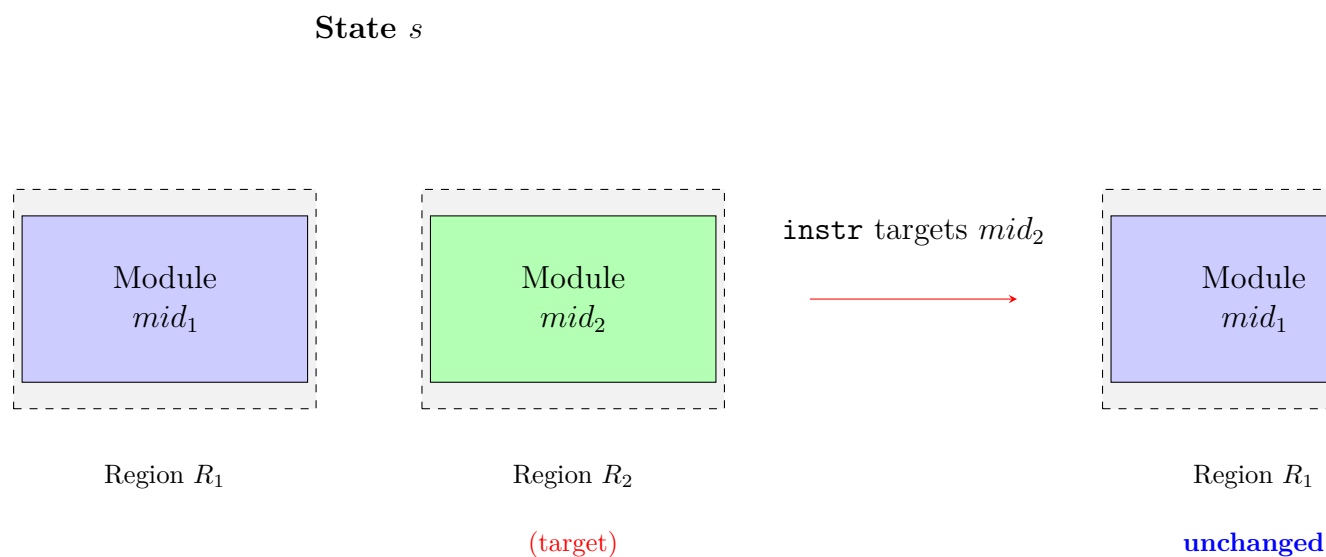 State s
Module
mid₁
Module
mid₂
instr targets mid₂
Module
mid₁
Region R₁
Region R₂
Region R₁
(target)
unchanged